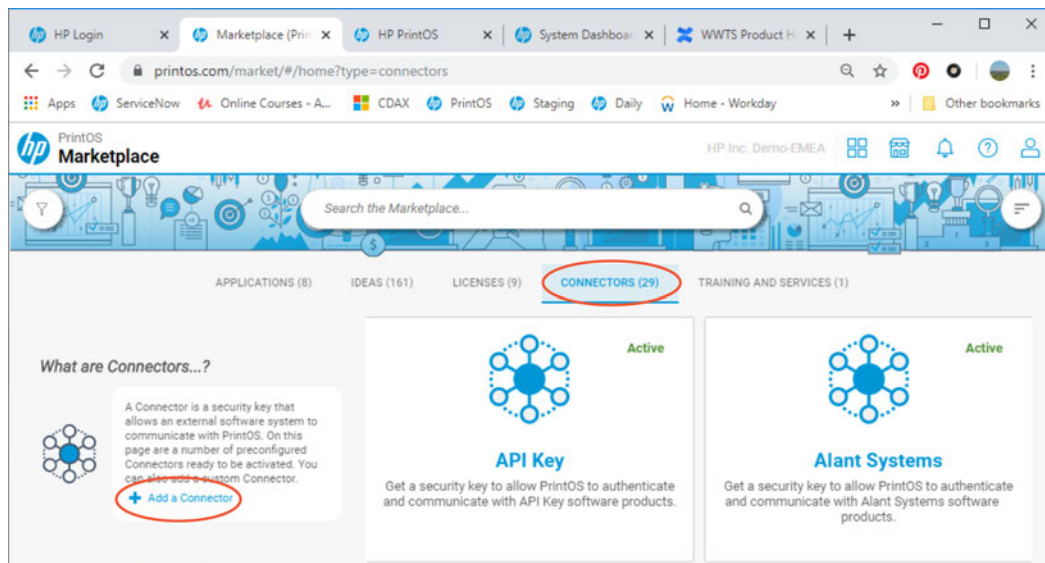 HP Login
Marketplace (Prin
HP PrintOS
System Dashboar
WWTS Product H
printos.com/market/#/home?type=connectors
Apps
ServiceNow
Online Courses - A...
CDAX
PrintOS
Staging
Daily
Home - Workday
»
Other bookmarks
hp
PrintOS
Marketplace
HP Inc. Demo-EMEA
Search the Marketplace...
APPLICATIONS (8)
IDEAS (161)
LICENSES (9)
CONNECTORS (29)
TRAINING AND SERVICES (1)
What are Connectors...?
A Connector is a security key that
allows an external software system to
communicate with PrintOS. On this
page are a number of preconfigured
Connectors ready to be activated. You
can also add a custom Connector.
+ Add a Connector
Active
API Key
Get a security key to allow PrintOS to authenticate
and communicate with API Key software products.
Active
Alant Systems
Get a security key to allow PrintOS to authenticate
and communicate with Alant Systems software
products.